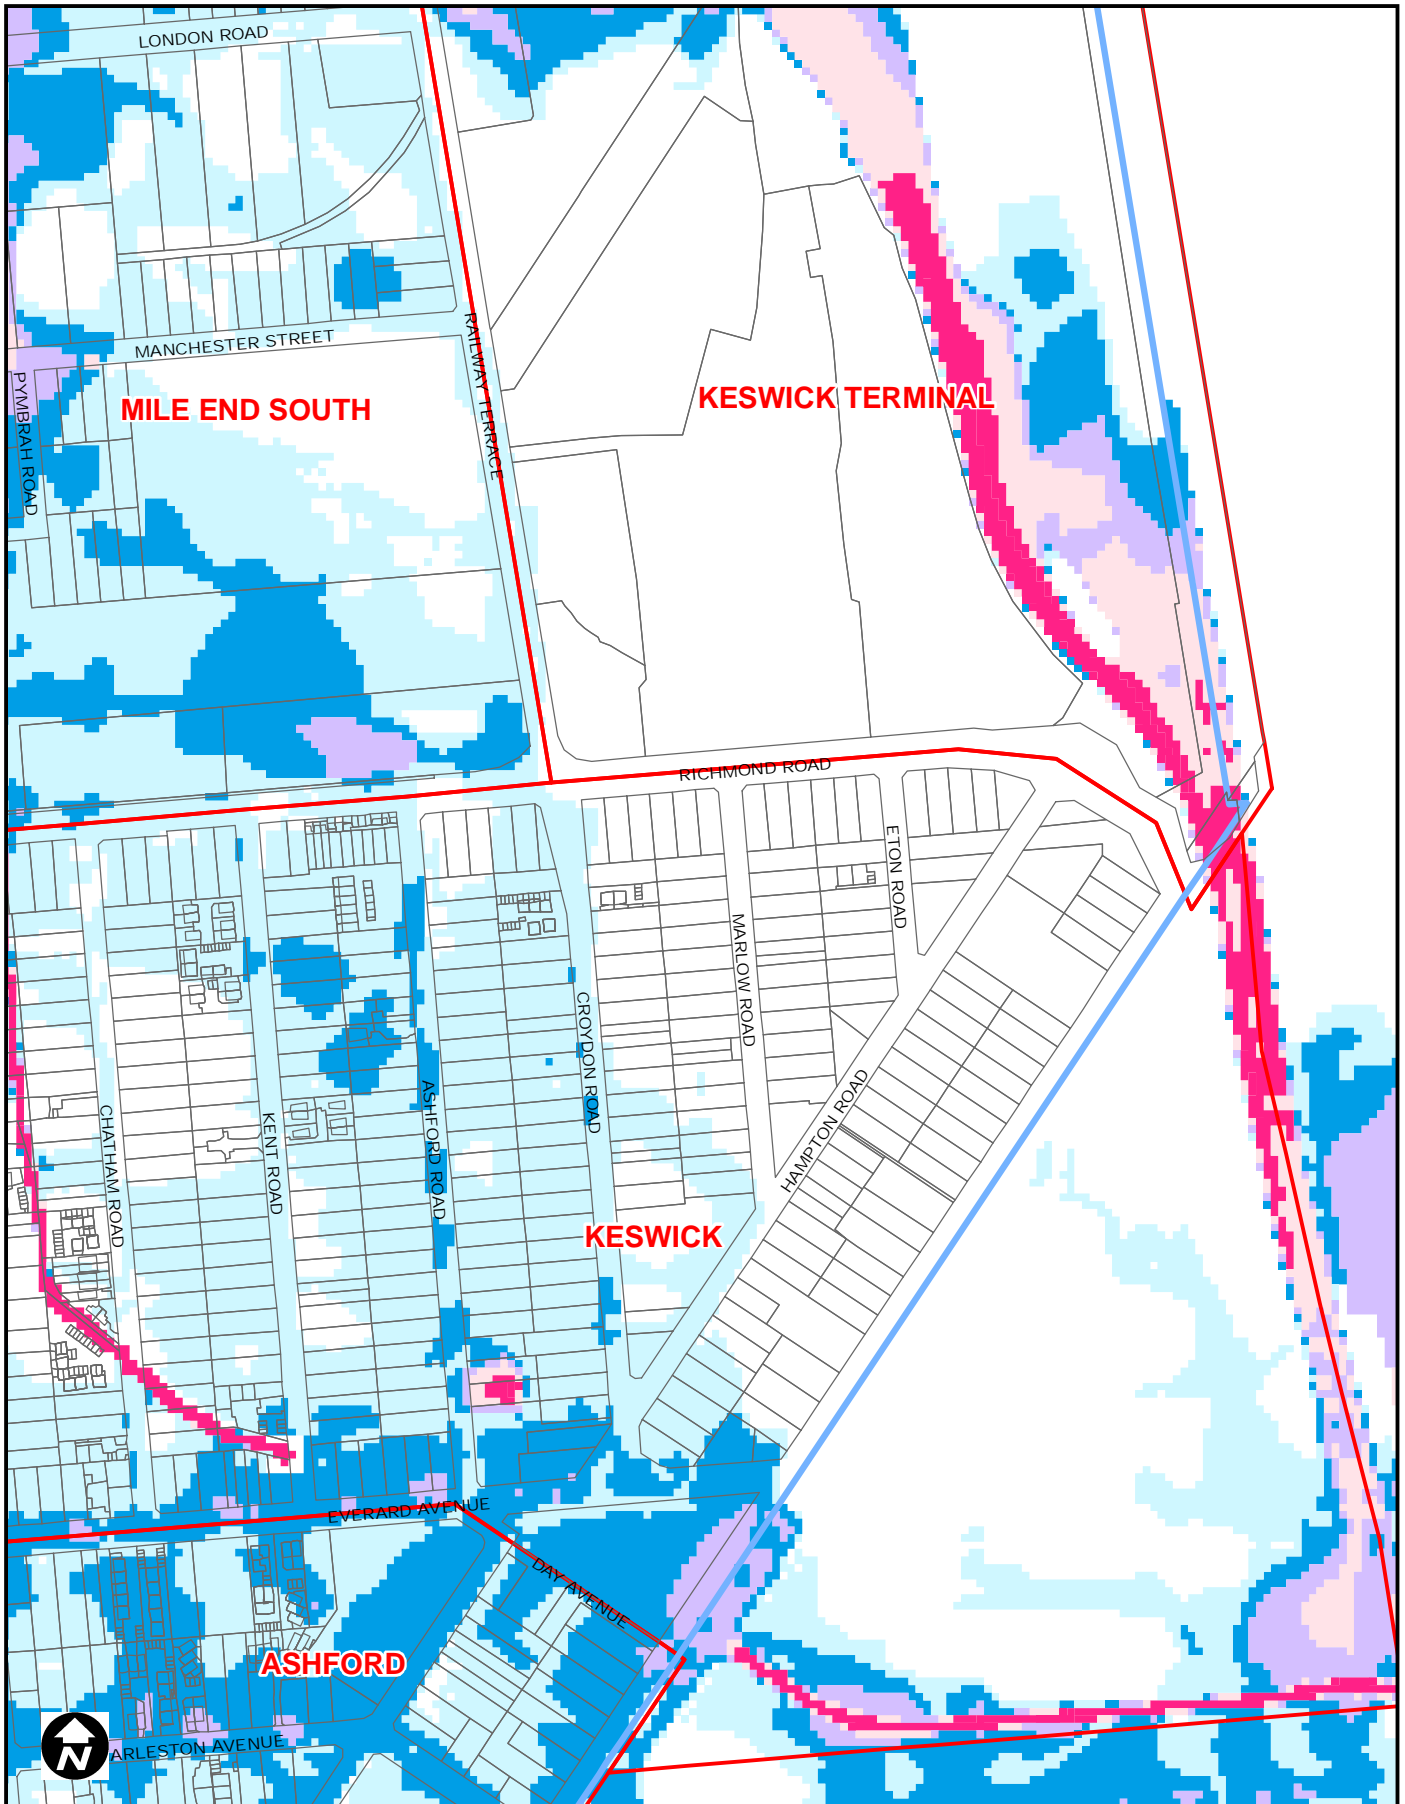 LONDON ROAD
MANCHESTER STREET
RAILWAY TERRACE
PYMBRAH ROAD
MILE END SOUTH
KESWICK TERMINAL
RICHMOND ROAD
ETON ROAD
MARLOW ROAD
CROYDON ROAD
HAMPTON ROAD
ASHFORD ROAD
KENT ROAD
CHATHAM ROAD
KESWICK
EVERARD AVENUE
DAY AVENUE
ASHFORD
N
ARLESTON AVENUE